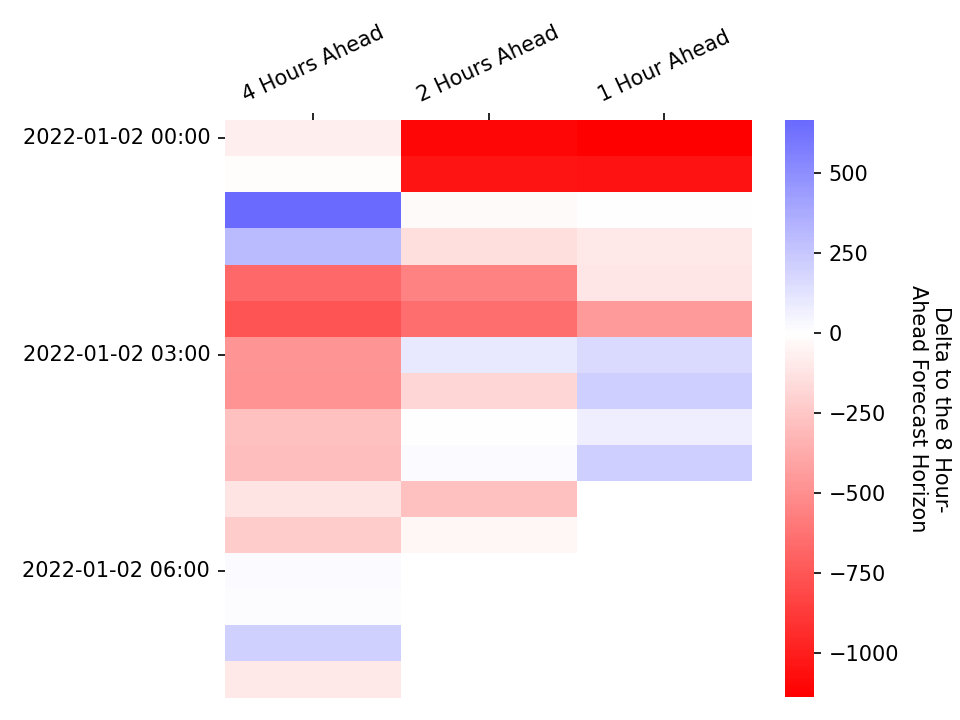 4 Hours Ahead
2 Hours Ahead
1 Hour Ahead
2022-01-02 00:00
2022-01-02 03:00
2022-01-02 06:00
500
250
0
−250
−500
−750
−1000
Delta to the 8 Hour-
Ahead Forecast Horizon